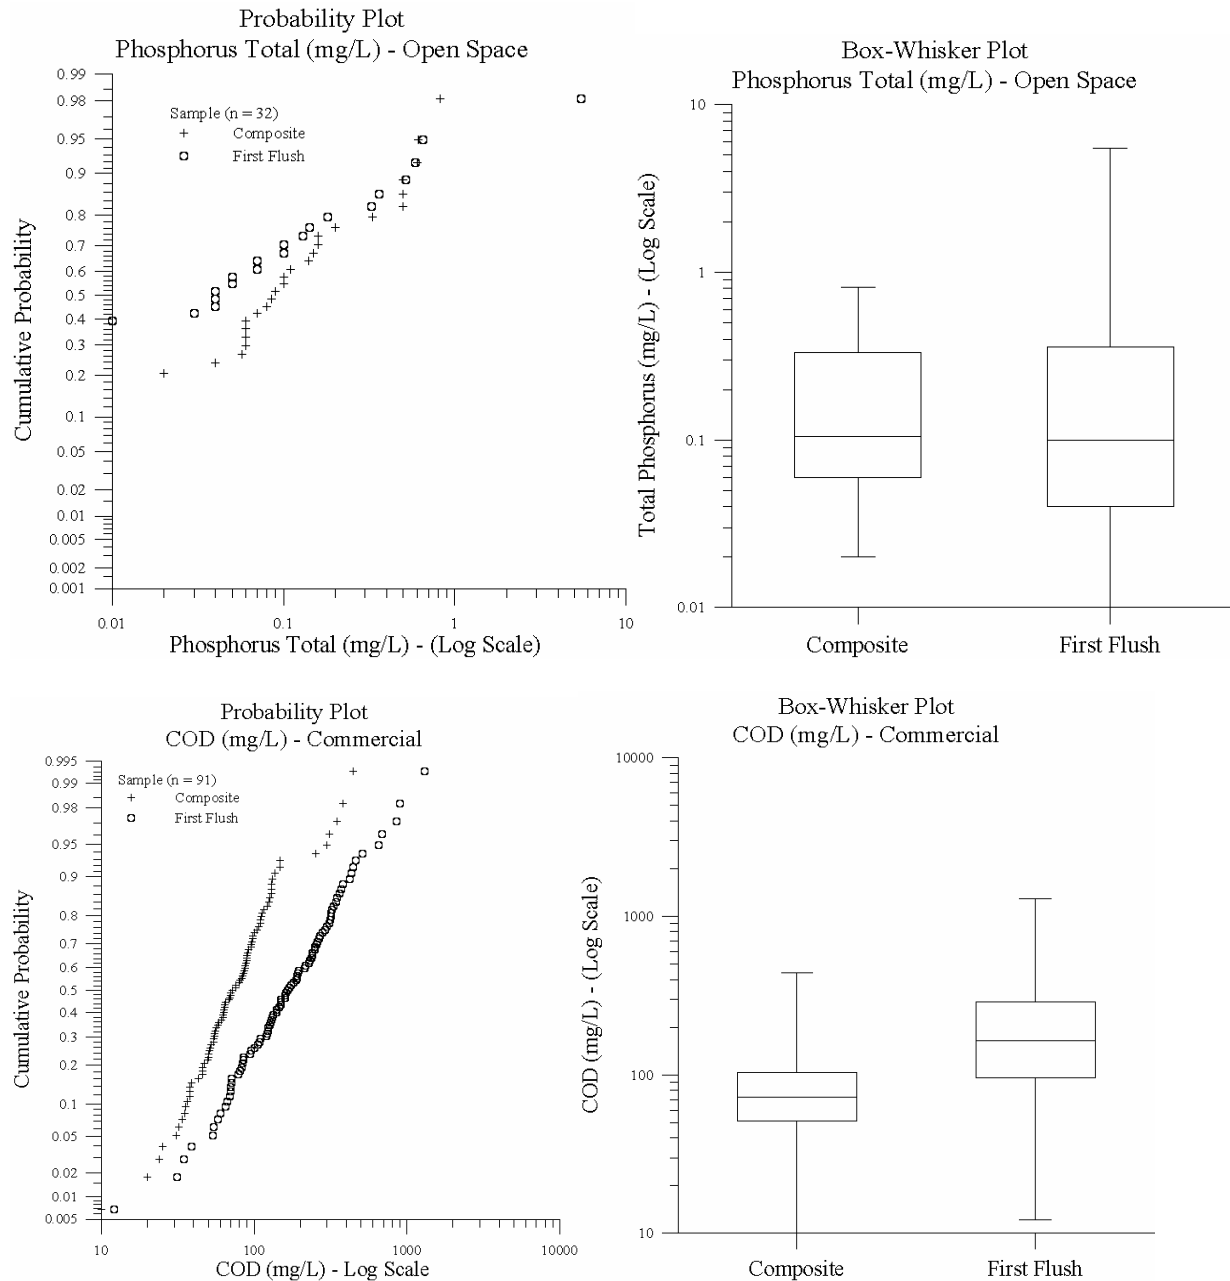 Probability Plot
Phosphorus Total (mg/L) - Open Space
0.99
0.98
0.95
0.9
0.8
0.7
0.6
0.5
0.4
0.3
0.2
0.1
0.05
0.02
0.01
0.005
0.002
0.001
Cumulative Probability
Sample (n = 32)
Composite
First Flush
0.01
0.1
1
10
Phosphorus Total (mg/L) - (Log Scale)
Box-Whisker Plot
Phosphorus Total (mg/L) - Open Space
10
1
0.1
0.01
Total Phosphorus (mg/L) - (Log Scale)
Composite
First Flush
Probability Plot
COD (mg/L) - Commercial
0.995
0.99
0.98
0.95
0.9
0.8
0.7
0.6
0.5
0.4
0.3
0.2
0.1
0.05
0.02
0.01
0.005
Cumulative Probability
Sample (n = 91)
Composite
First Flush
10
100
1000
10000
COD (mg/L) - Log Scale
Box-Whisker Plot
COD (mg/L) - Commercial
10000
1000
100
10
COD (mg/L) - (Log Scale)
Composite
First Flush